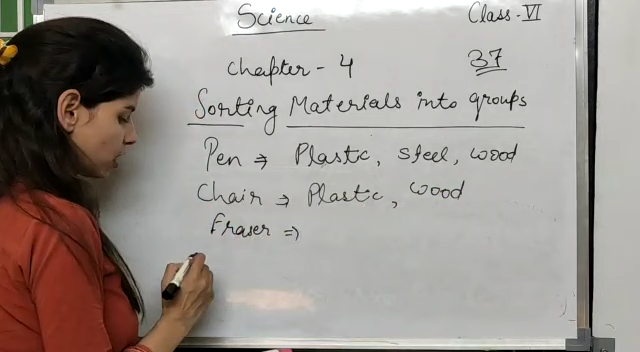 Science Class - VI
Chapter - 4 37
Sorting Materials into groups
Pen ⇒ Plastic, Steel, wood
Chair ⇒ Plastic, wood
Eraser ⇒